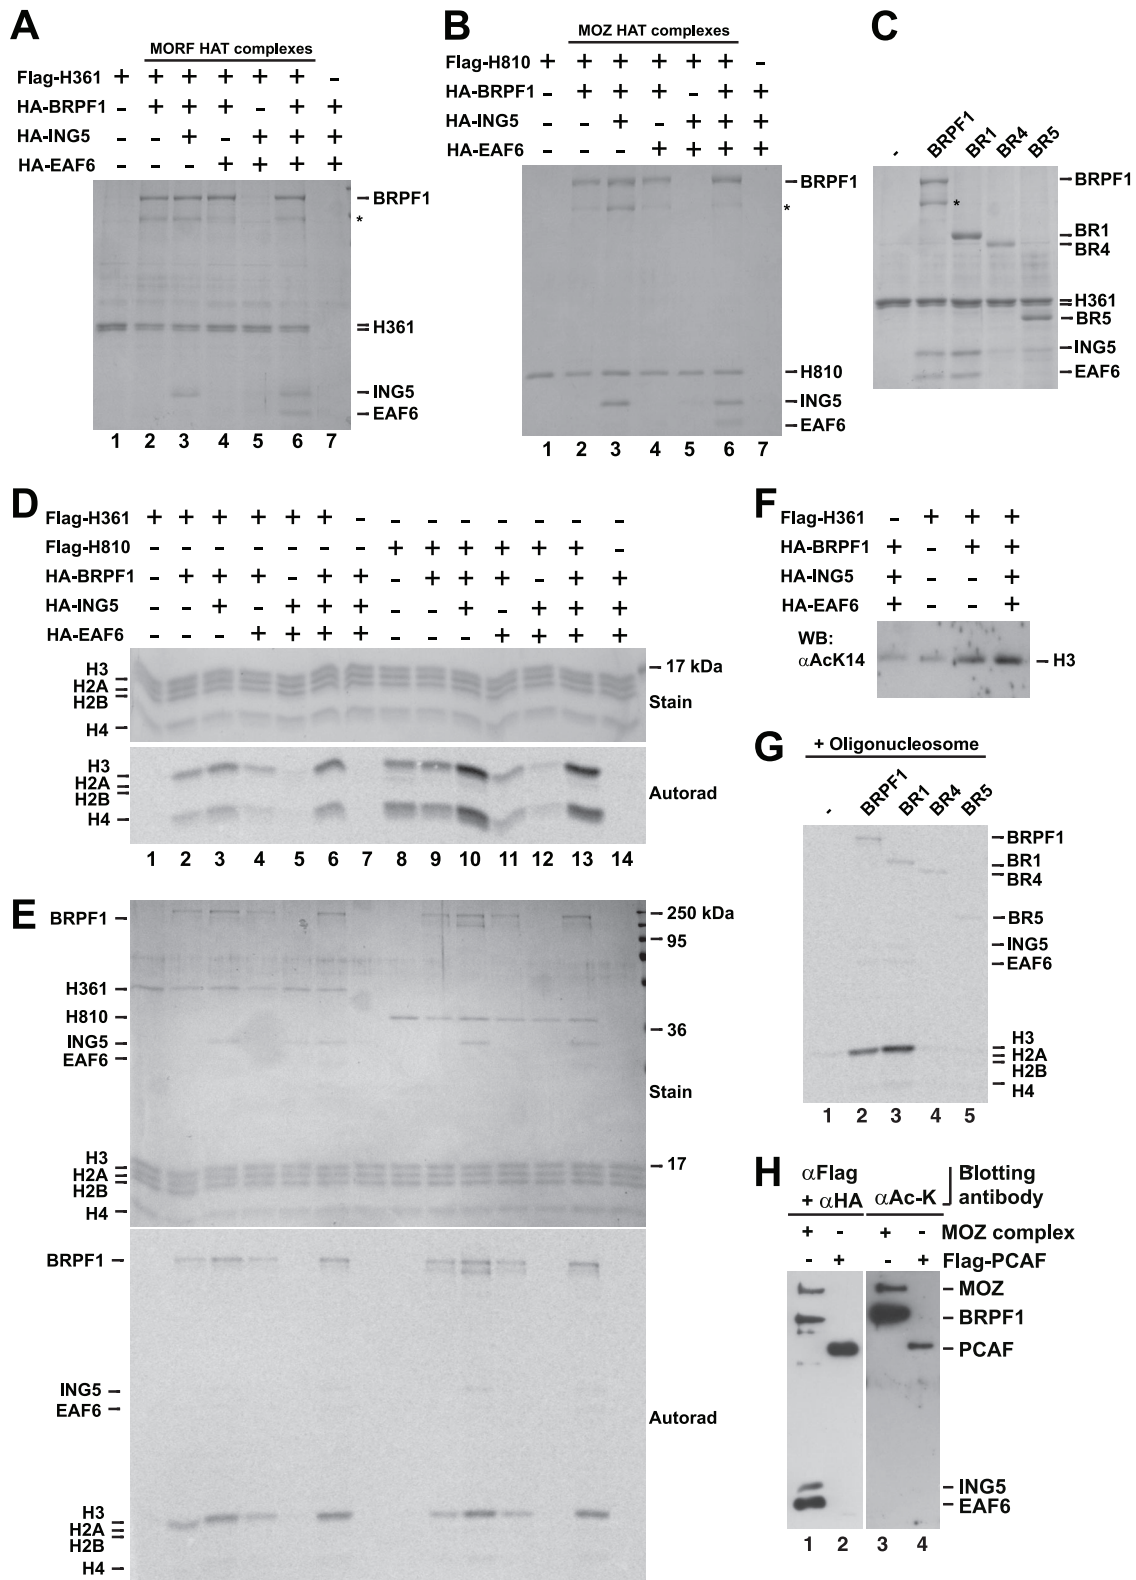 A
MORF HAT complexes
Flag-H361 + + + + + + -
HA-BRPF1 - + + + - + +
HA-ING5 - - + - + + +
HA-EAF6 - - - + + + +
BRPF1
*
H361
ING5
EAF6
1 2 3 4 5 6 7
B
MOZ HAT complexes
Flag-H810 + + + + + + -
HA-BRPF1 - + + + - + +
HA-ING5 - - + - + + +
HA-EAF6 - - - + + + +
BRPF1
*
H810
ING5
EAF6
1 2 3 4 5 6 7
C
- BRPF1 BR1 BR4 BR5
BRPF1
*
BR1
BR4
H361
BR5
ING5
EAF6
D
Flag-H361 + + + + + + - - - - - - - -
Flag-H810 - - - - - - - + + + + + + -
HA-BRPF1 - + + + - + + - + + + - + +
HA-ING5 - - + - + + + - - + - + + +
HA-EAF6 - - - + + + + - - - + + + +
H3
H2A
H2B
H4
17 kDa
Stain
H3
H2A
H2B
H4
Autorad
1 2 3 4 5 6 7 8 9 10 11 12 13 14
E
BRPF1
H361
H810
ING5
EAF6
H3
H2A
H2B
H4
250 kDa
95
36
Stain
17
BRPF1
ING5
EAF6
H3
H2A
H2B
H4
Autorad
F
Flag-H361 - + + +
HA-BRPF1 + - + +
HA-ING5 + - - +
HA-EAF6 + - - +
WB:
αAcK14
H3
G
+ Oligonucleosome
- BRPF1 BR1 BR4 BR5
BRPF1
BR1
BR4
BR5
ING5
EAF6
H3
H2A
H2B
H4
1 2 3 4 5
H
αFlag
+ αHA
αAc-K
Blotting
antibody
+ - + - MOZ complex
- + - + Flag-PCAF
MOZ
BRPF1
PCAF
ING5
EAF6
1 2 3 4